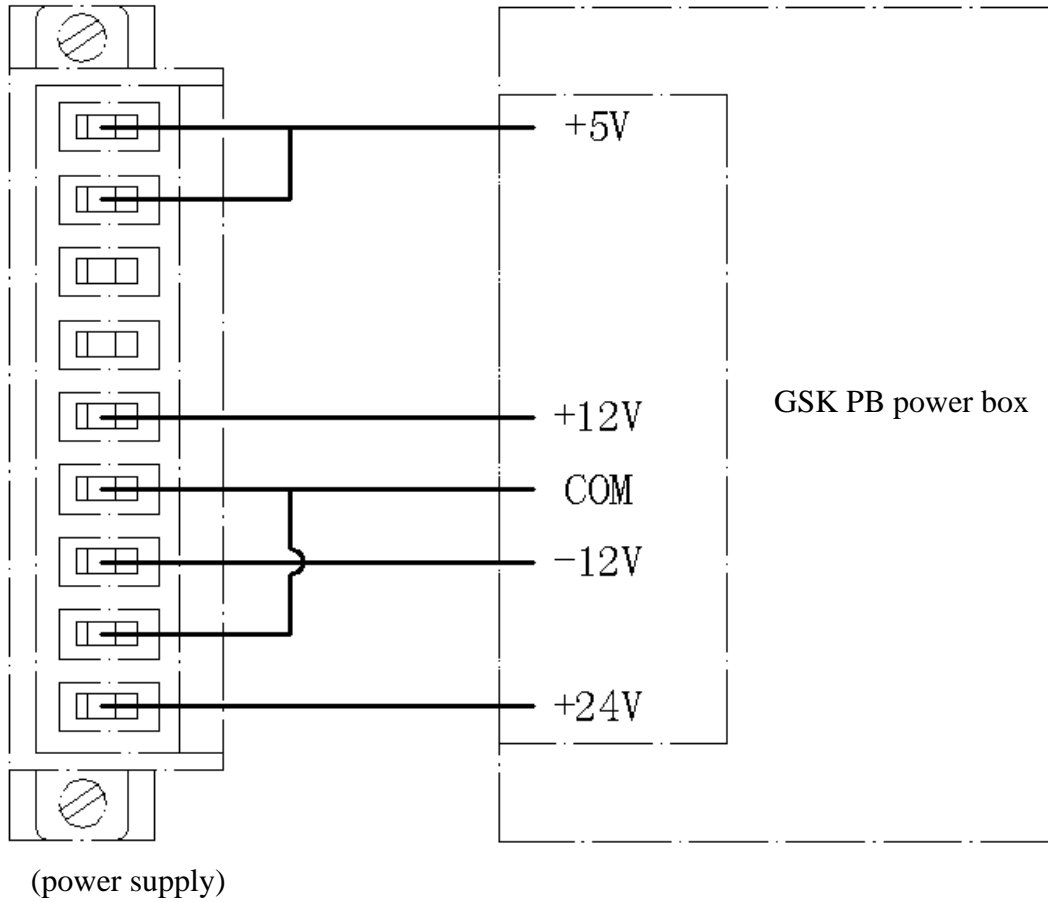 +5V
+12V
GSK PB power box
COM
-12V
+24V
(power supply)